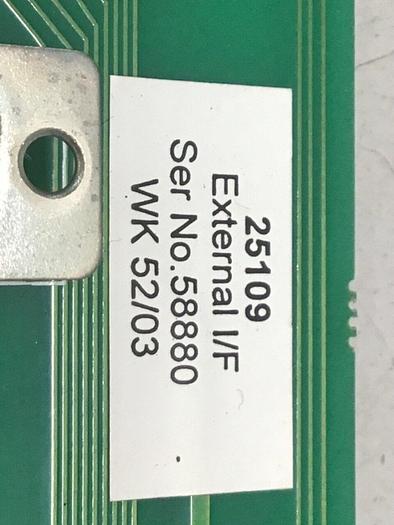 25109
External I/F
Ser No.58880
WK 52/03